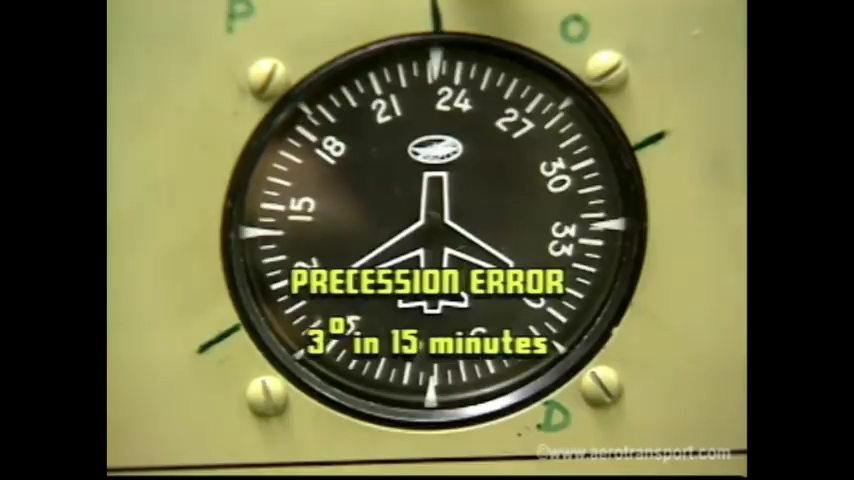 P
O
21
24
27
18
30
15
33
PRECESSION ERROR
3° in 15 minutes
D
©www.aerotransport.com